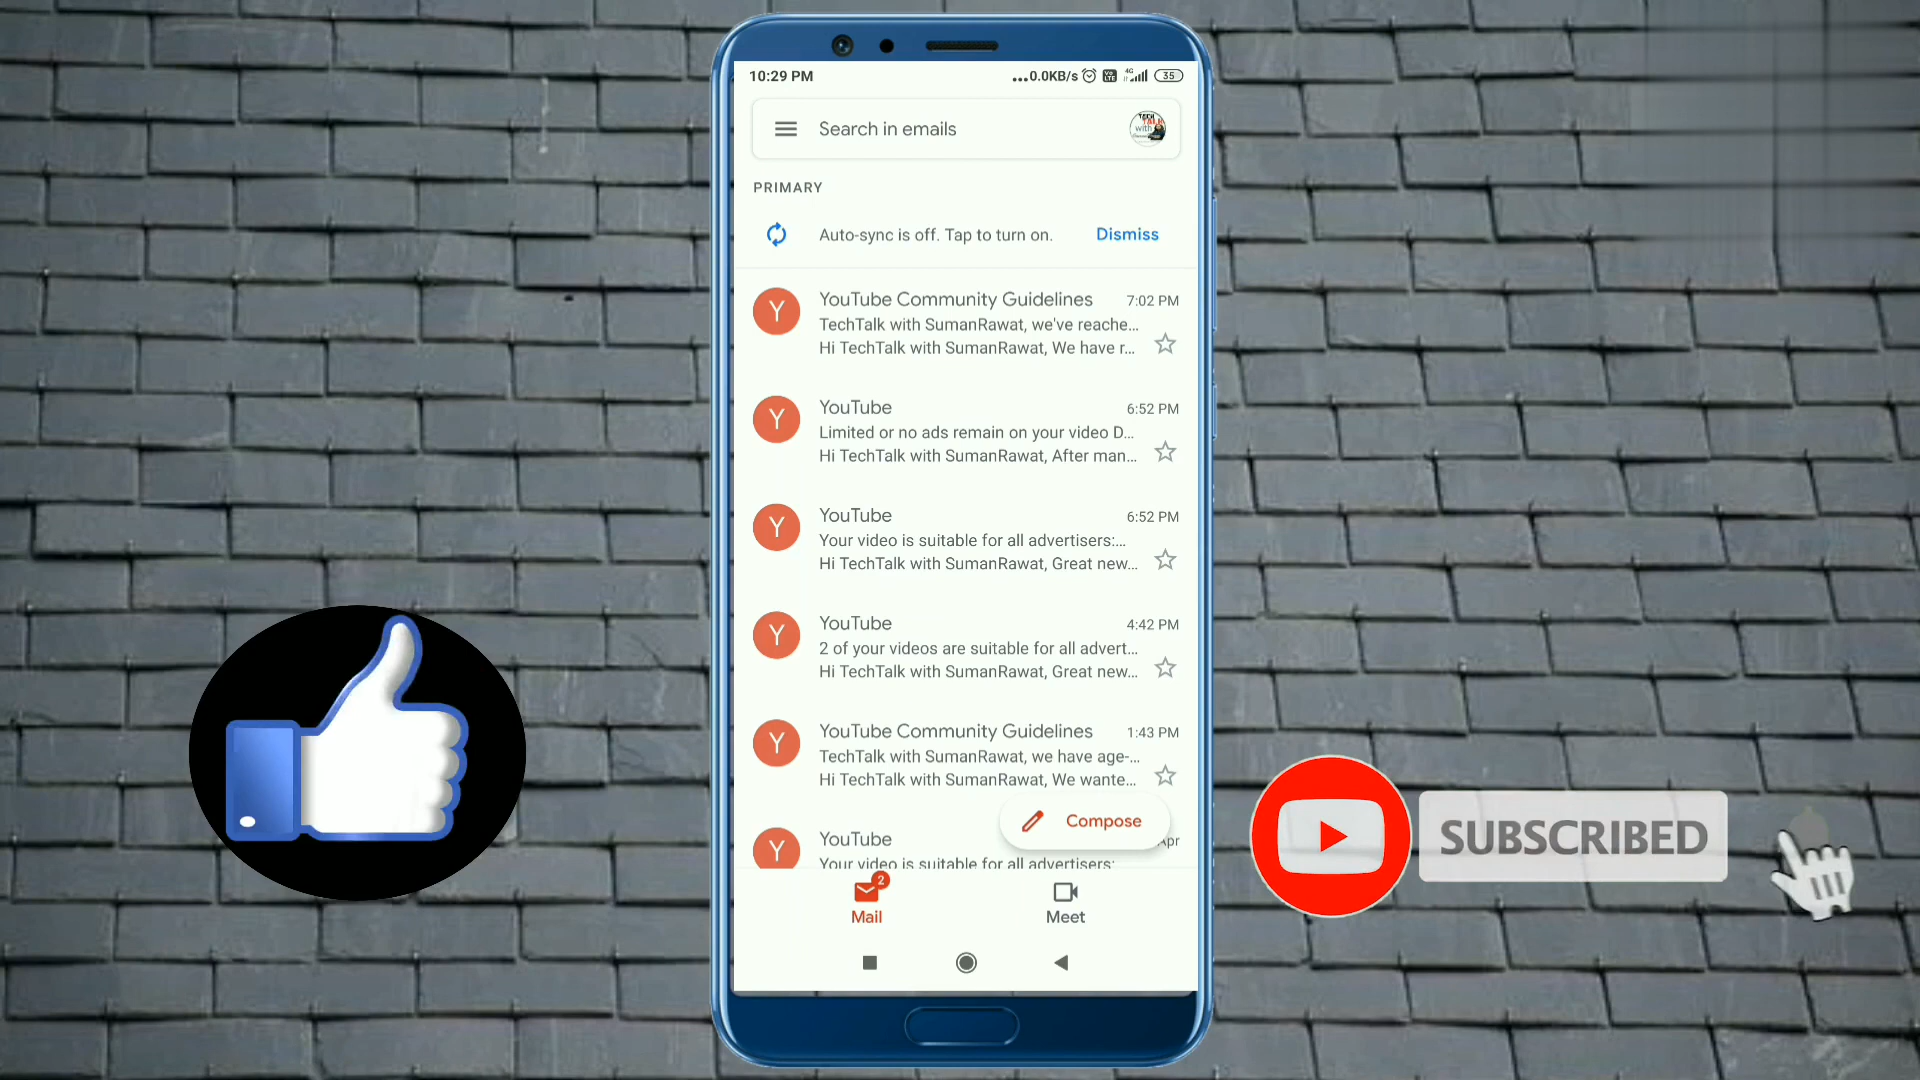 10:29 PM
...0.0KB/s 4G 35
Search in emails
TECH
TALK
with
PRIMARY
Auto-sync is off. Tap to turn on.
Dismiss
Y
YouTube Community Guidelines
7:02 PM
TechTalk with SumanRawat, we've reache...
Hi TechTalk with SumanRawat, We have r...
Y
YouTube
6:52 PM
Limited or no ads remain on your video D...
Hi TechTalk with SumanRawat, After man...
Y
YouTube
6:52 PM
Your video is suitable for all advertisers:...
Hi TechTalk with SumanRawat, Great new...
Y
YouTube
4:42 PM
2 of your videos are suitable for all advert...
Hi TechTalk with SumanRawat, Great new...
Y
YouTube Community Guidelines
1:43 PM
TechTalk with SumanRawat, we have age-...
Hi TechTalk with SumanRawat, We wante...
Compose
Y
YouTube
Apr
Your video is suitable for all advertisers:
2
Mail
Meet
SUBSCRIBED